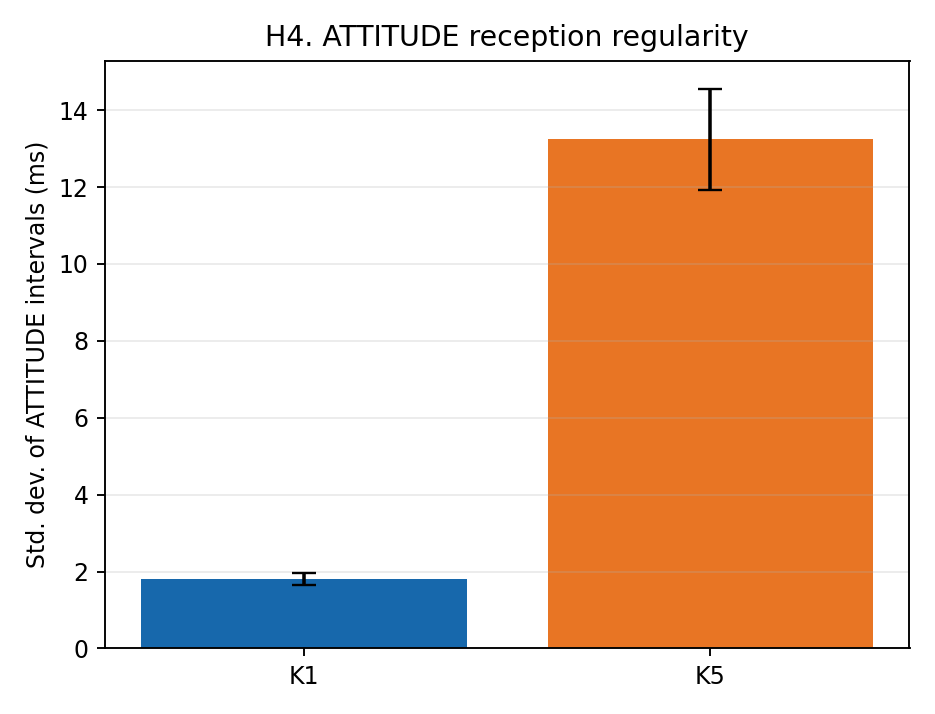 H4. ATTITUDE reception regularity
Std. dev. of ATTITUDE intervals (ms)
14
12
10
8
6
4
2
0
K1
K5